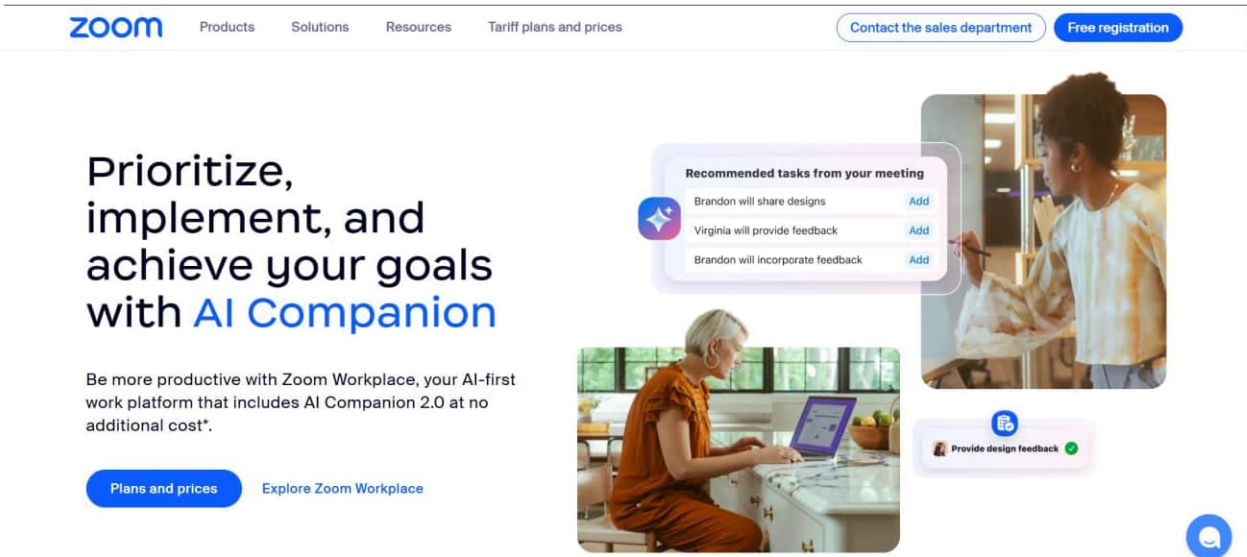 zoom
Products
Solutions
Resources
Tariff plans and prices
Contact the sales department
Free registration
Prioritize,
implement, and
achieve your goals
with AI Companion
Be more productive with Zoom Workplace, your AI-first
work platform that includes AI Companion 2.0 at no
additional cost*.
Plans and prices
Explore Zoom Workplace
Recommended tasks from your meeting
Brandon will share designs Add
Virginia will provide feedback Add
Brandon will incorporate feedback Add
Provide design feedback